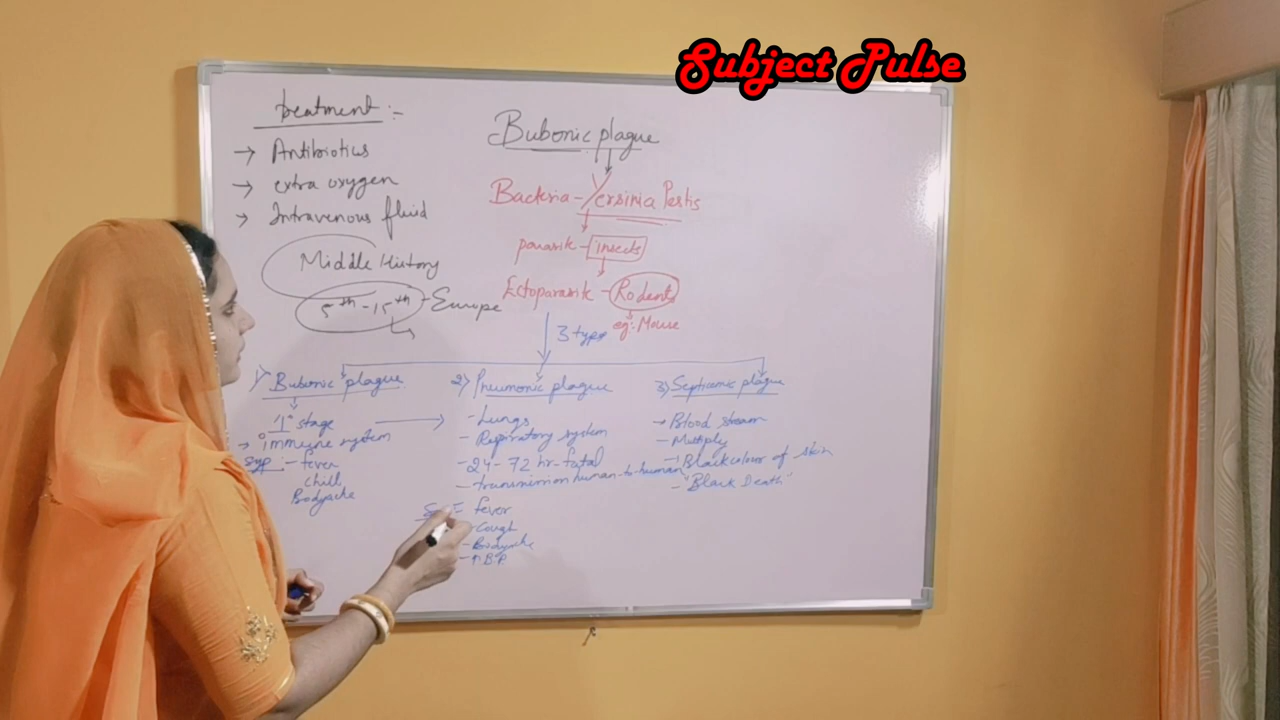 Subject Pulse
treatment :-
→ Antibiotics
→ extra oxygen
→ Intravenous fluid
Middle History
5th - 15th - Europe
Bubonic plague
Bacteria - Yersinia Pestis
parasite - insects
Ectoparasite - Rodents
eg:- Mouse
3 types
1) Bubonic plague
1° stage
→ immune system
Syp: - fever
chill
Bodyache
2) Pneumonic plague
- Lungs
- Respiratory system
- 24 - 72 hr - fatal
- transmission human-to-human
- fever
- Cough
- Bodyache
- ↑ B.P.
3) Septicemic plague
→ Blood stream
- Multiply
→ Black colour of skin
- "Black Death"